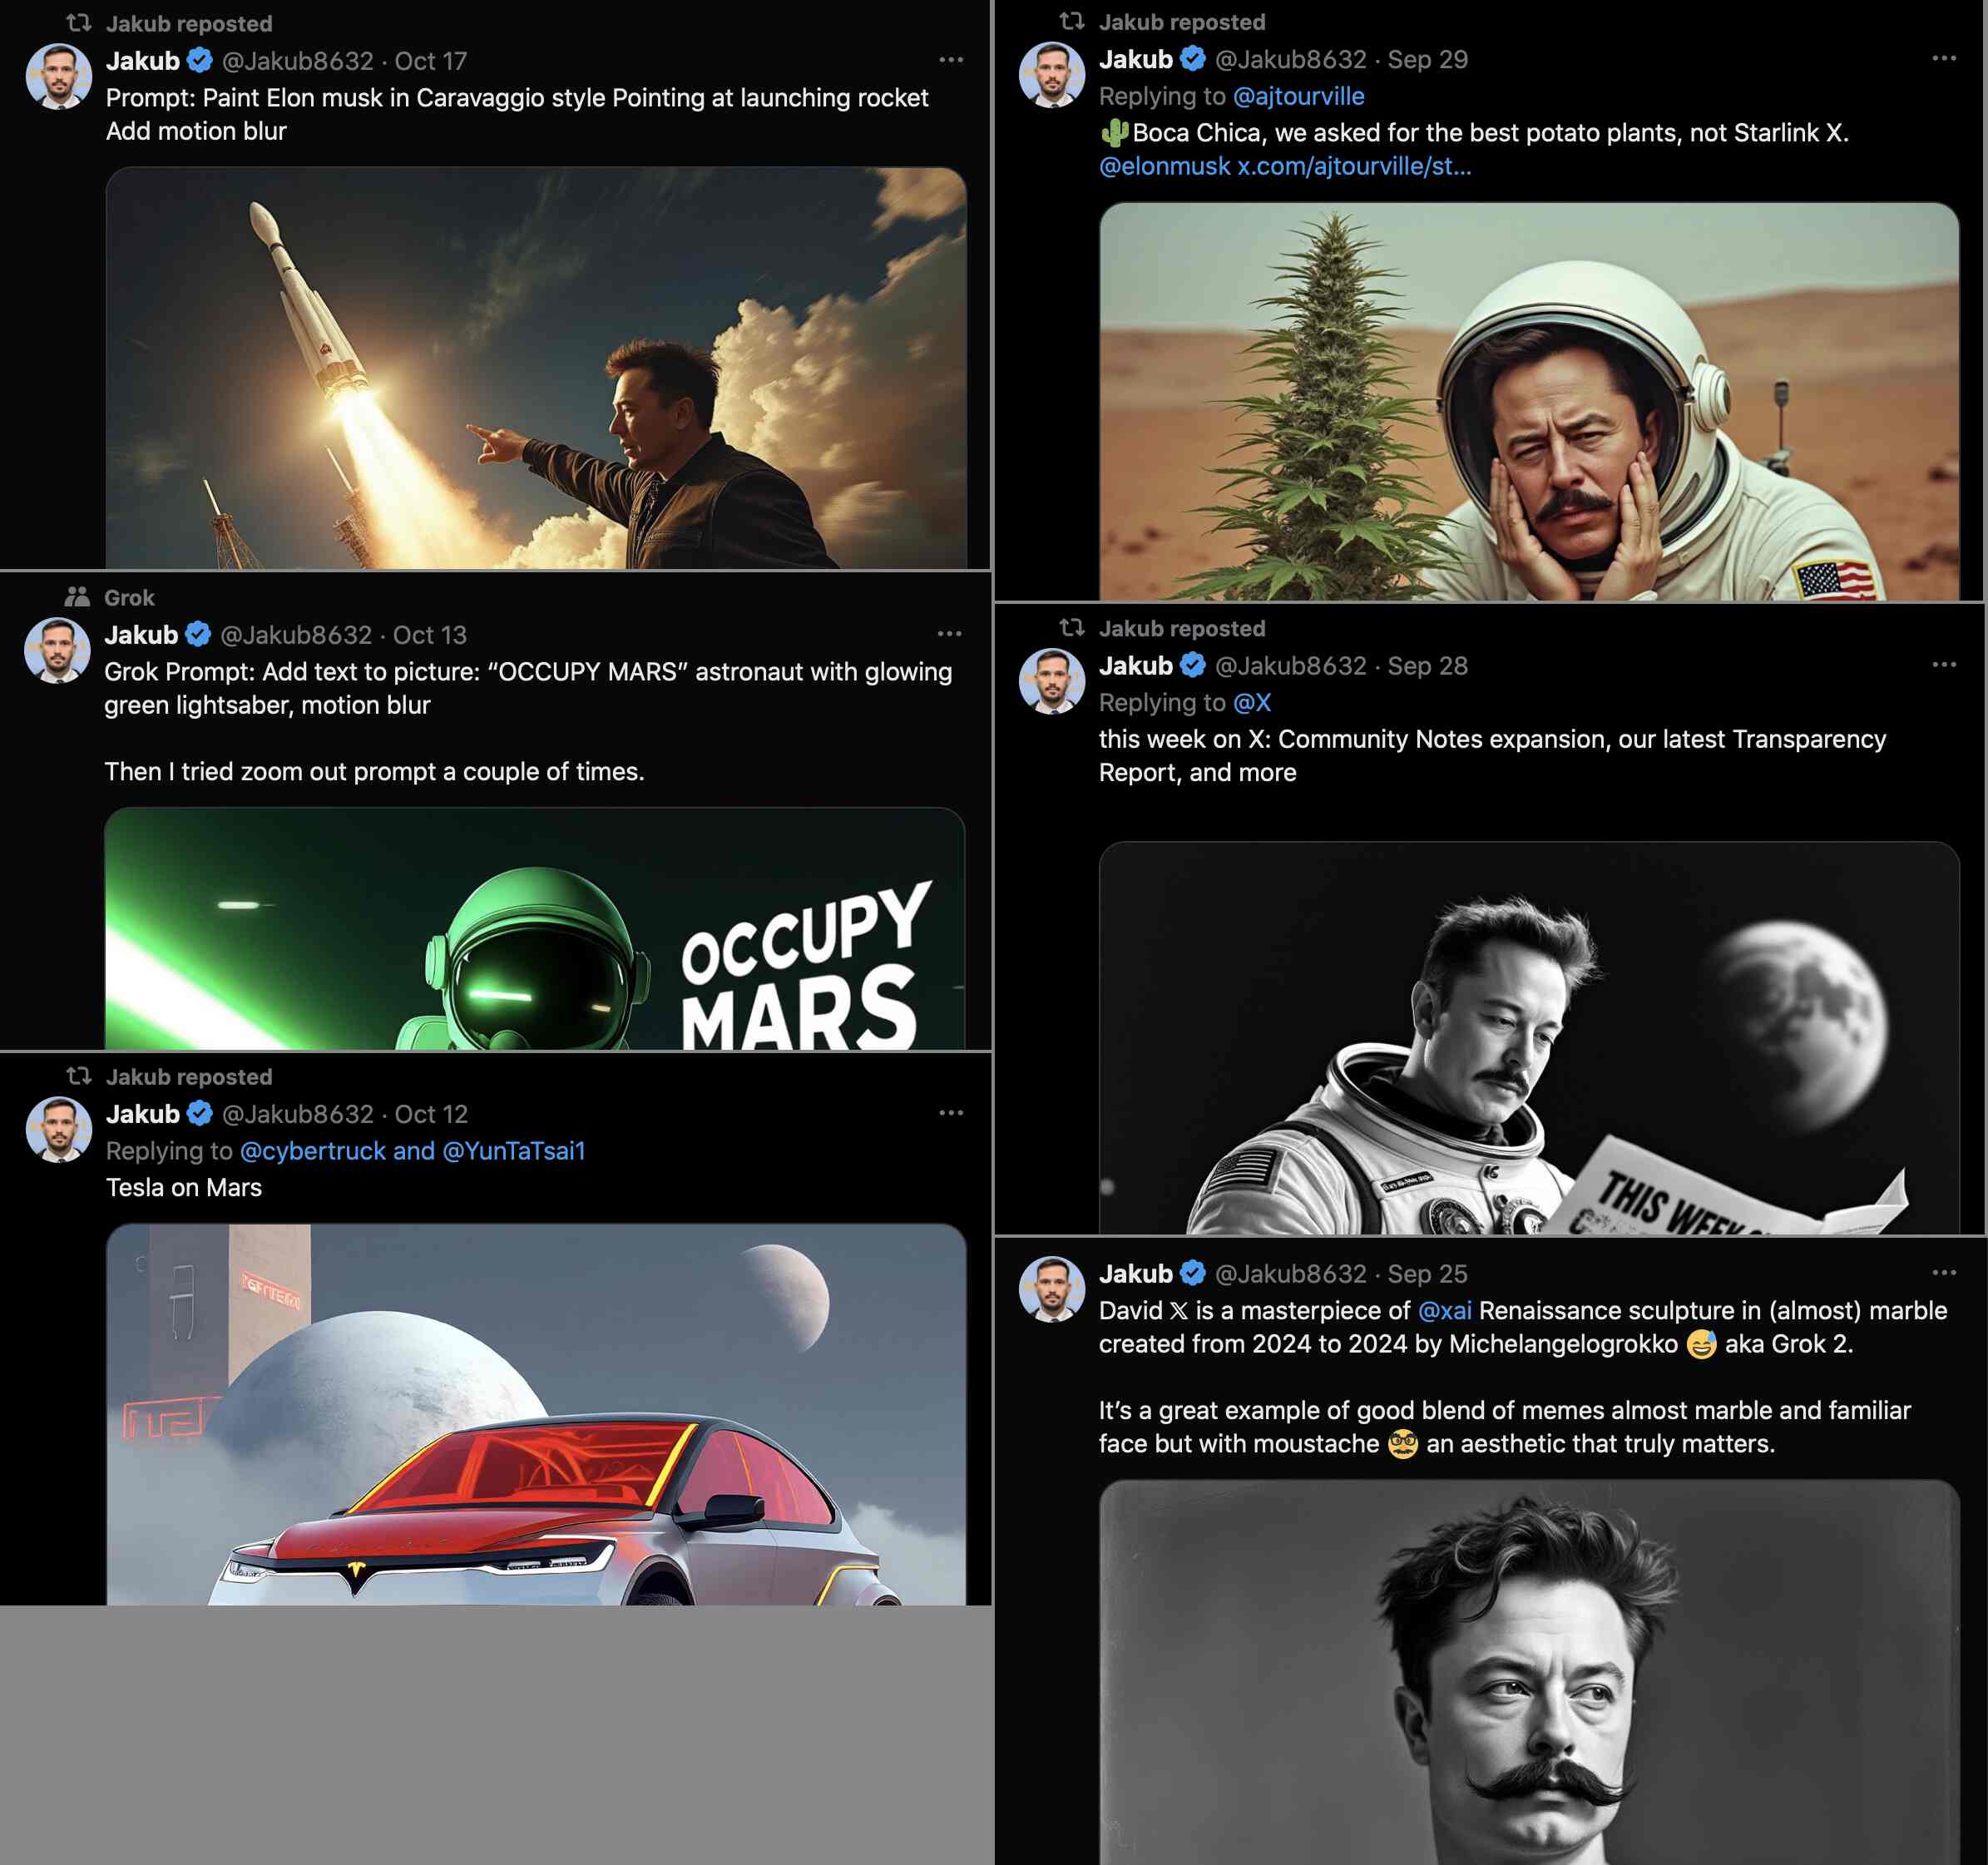 Jakub reposted
Jakub @Jakub8632 · Oct 17
Prompt: Paint Elon musk in Caravaggio style Pointing at launching rocket
Add motion blur
Grok
Jakub @Jakub8632 · Oct 13
Grok Prompt: Add text to picture: “OCCUPY MARS” astronaut with glowing
green lightsaber, motion blur
Then I tried zoom out prompt a couple of times.
OCCUPY
MARS
Jakub reposted
Jakub @Jakub8632 · Oct 12
Replying to @cybertruck and @YunTaTsai1
Tesla on Mars
Jakub reposted
Jakub @Jakub8632 · Sep 29
Replying to @ajtourville
🌵Boca Chica, we asked for the best potato plants, not Starlink X.
@elonmusk x.com/ajtourville/st...
Jakub reposted
Jakub @Jakub8632 · Sep 28
Replying to @X
this week on X: Community Notes expansion, our latest Transparency
Report, and more
THIS WEEK
Jakub @Jakub8632 · Sep 25
David 𝕏 is a masterpiece of @xai Renaissance sculpture in (almost) marble
created from 2024 to 2024 by Michelangelogrokko 😅 aka Grok 2.
It’s a great example of good blend of memes almost marble and familiar
face but with moustache 🥸 an aesthetic that truly matters.